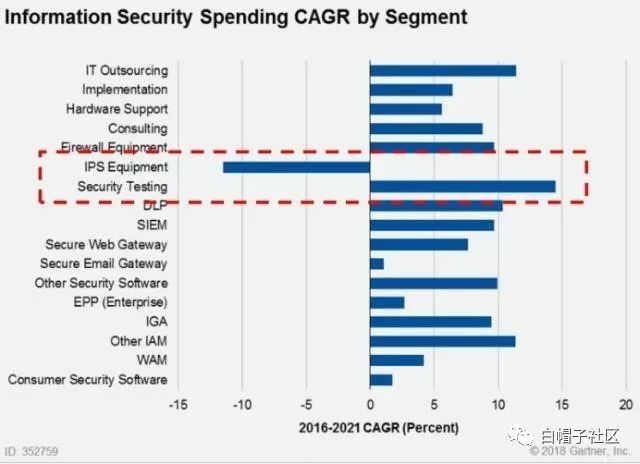 Information Security Spending CAGR by Segment
IT Outsourcing
Implementation
Hardware Support
Consulting
Firewall Equipment
IPS Equipment
Security Testing
DLP
SIEM
Secure Web Gateway
Secure Email Gateway
Other Security Software
EPP (Enterprise)
IGA
Other IAM
WAM
Consumer Security Software
-15 -10 -5 0 5 10 15 20
2016-2021 CAGR (Percent)
白帽子社区
ID: 352759 © 2018 Gartner, Inc.